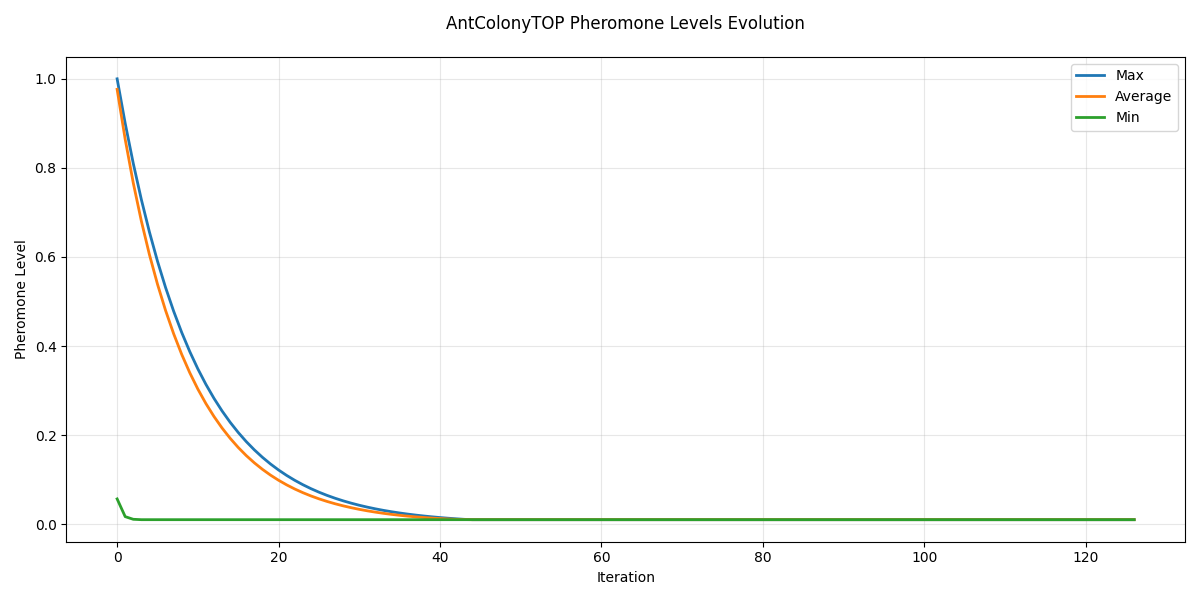 AntColonyTOP Pheromone Levels Evolution
Max
Average
Min
1.0
0.8
0.6
0.4
0.2
0.0
Pheromone Level
0 20 40 60 80 100 120
Iteration